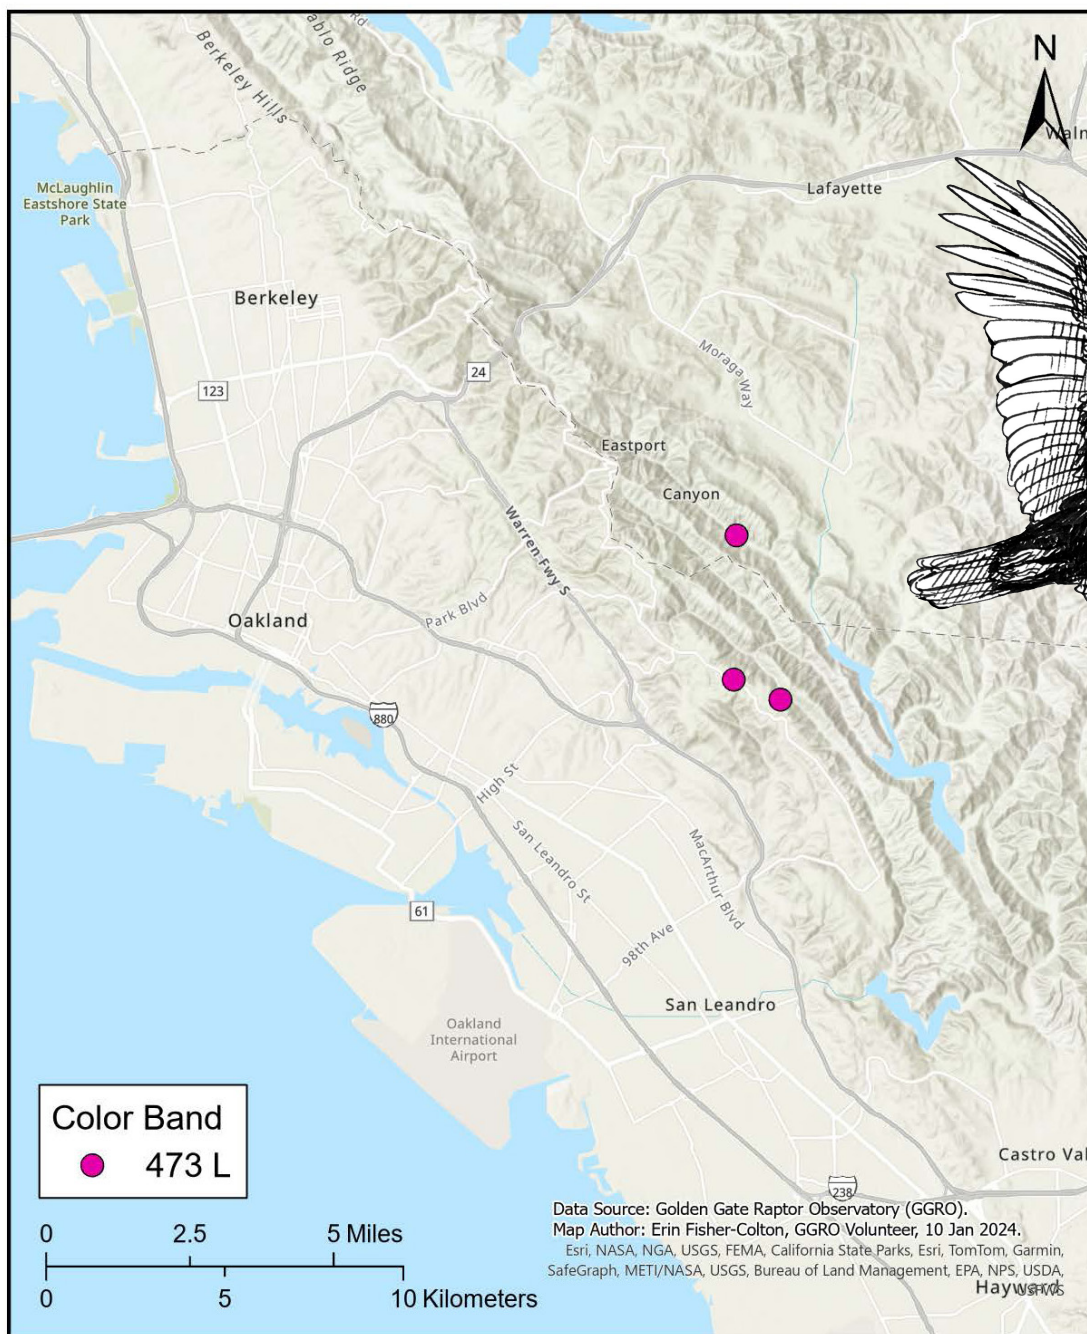 N
Rd
ablo Ridge
Berkeley Hills
Waln
McLaughlin
Eastshore State
Park
Lafayette
Berkeley
24
123
Moraga Way
Eastport
Canyon
Warren Fwy S
Park Blvd
Oakland
880
High St
San Leandro St
MacArthur Blvd
61
98th Ave
San Leandro
Oakland
International
Airport
Color Band
473 L
Castro Val
238
0 2.5 5 Miles
0 5 10 Kilometers
Data Source: Golden Gate Raptor Observatory (GGRO).
Map Author: Erin Fisher-Colton, GGRO Volunteer, 10 Jan 2024.
Esri, NASA, NGA, USGS, FEMA, California State Parks, Esri, TomTom, Garmin,
SafeGraph, METI/NASA, USGS, Bureau of Land Management, EPA, NPS, USDA,
USFWS
Hayward